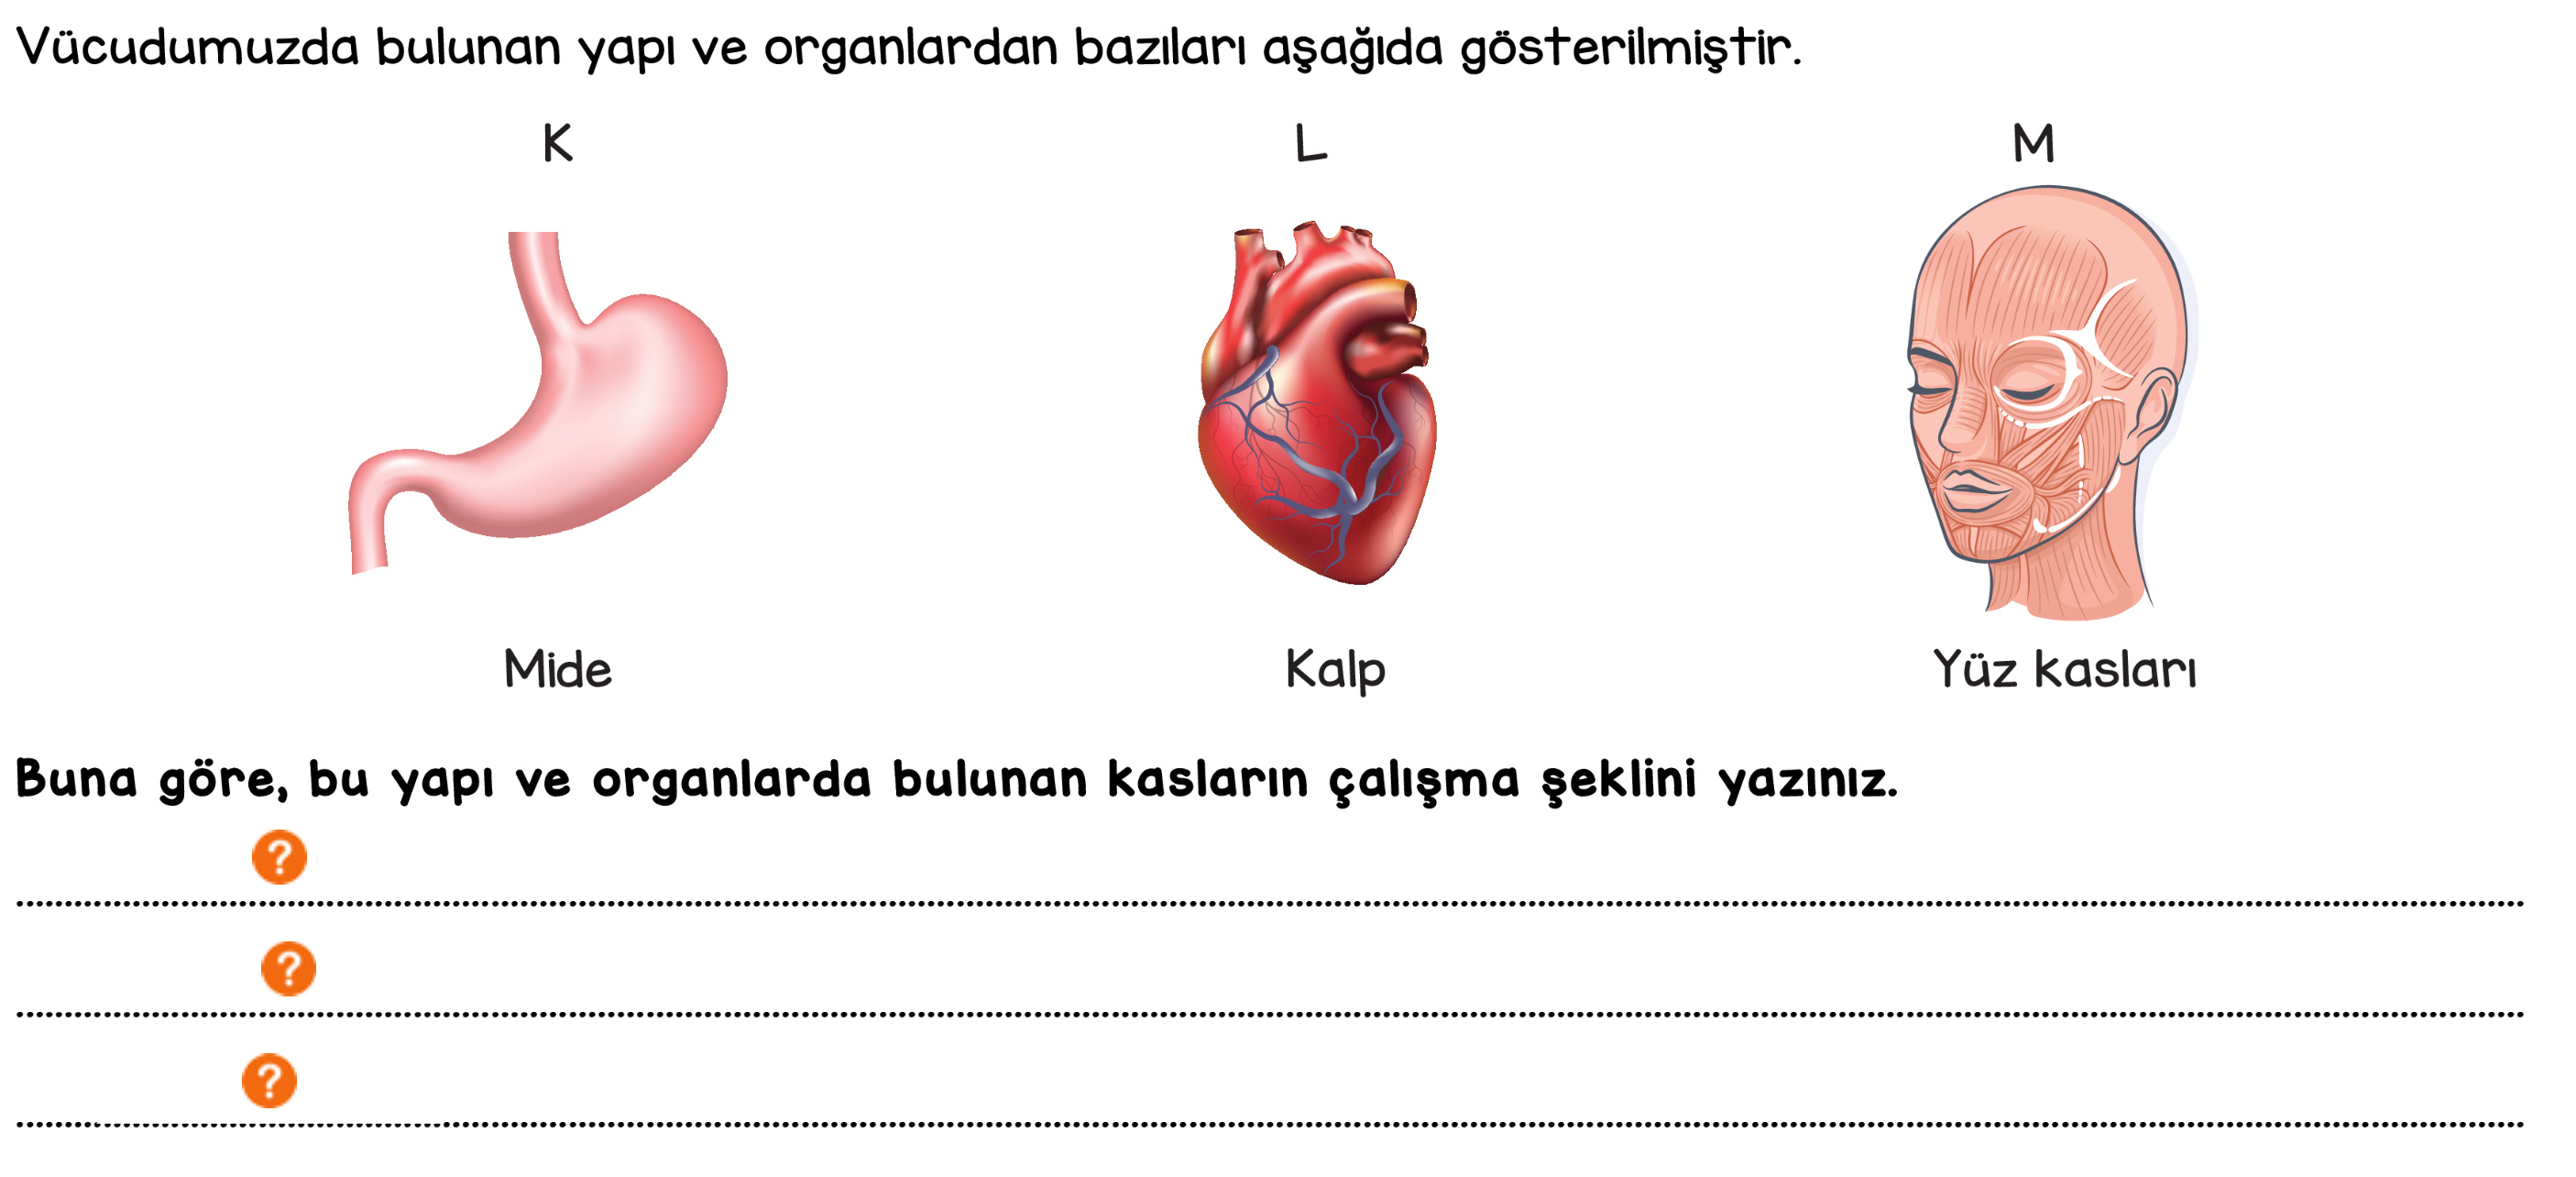 Vücudumuzda bulunan yapı ve organlardan bazıları aşağıda gösterilmiştir.
K L M
Mide Kalp Yüz kasları
Buna göre, bu yapı ve organlarda bulunan kasların çalışma şeklini yazınız.
?
?
?